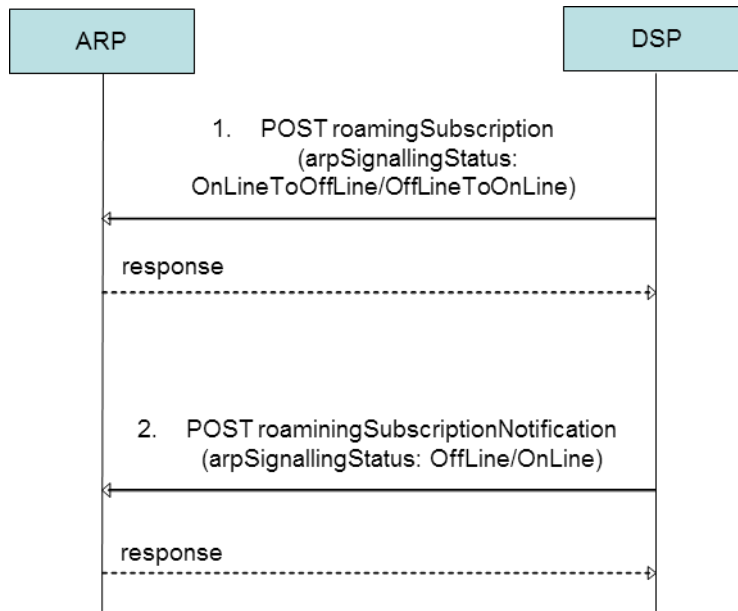 ARP
DSP
1. POST roamingSubscription
(arpSignallingStatus:
OnLineToOffLine/OffLineToOnLine)
response
2. POST roaminingSubscriptionNotification
(arpSignallingStatus: OffLine/OnLine)
response